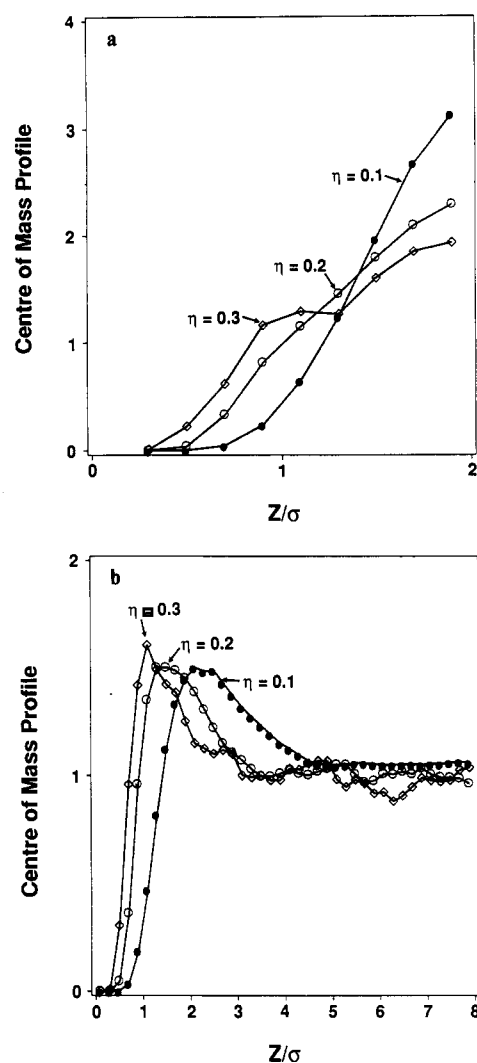 a
4
3
2
1
0
Centre of Mass Profile
η = 0.1
η = 0.2
η = 0.3
0 1 2
Z/σ
b
2
1
0
Centre of Mass Profile
η = 0.3
η = 0.2
η = 0.1
0 1 2 3 4 5 6 7 8
Z/σ